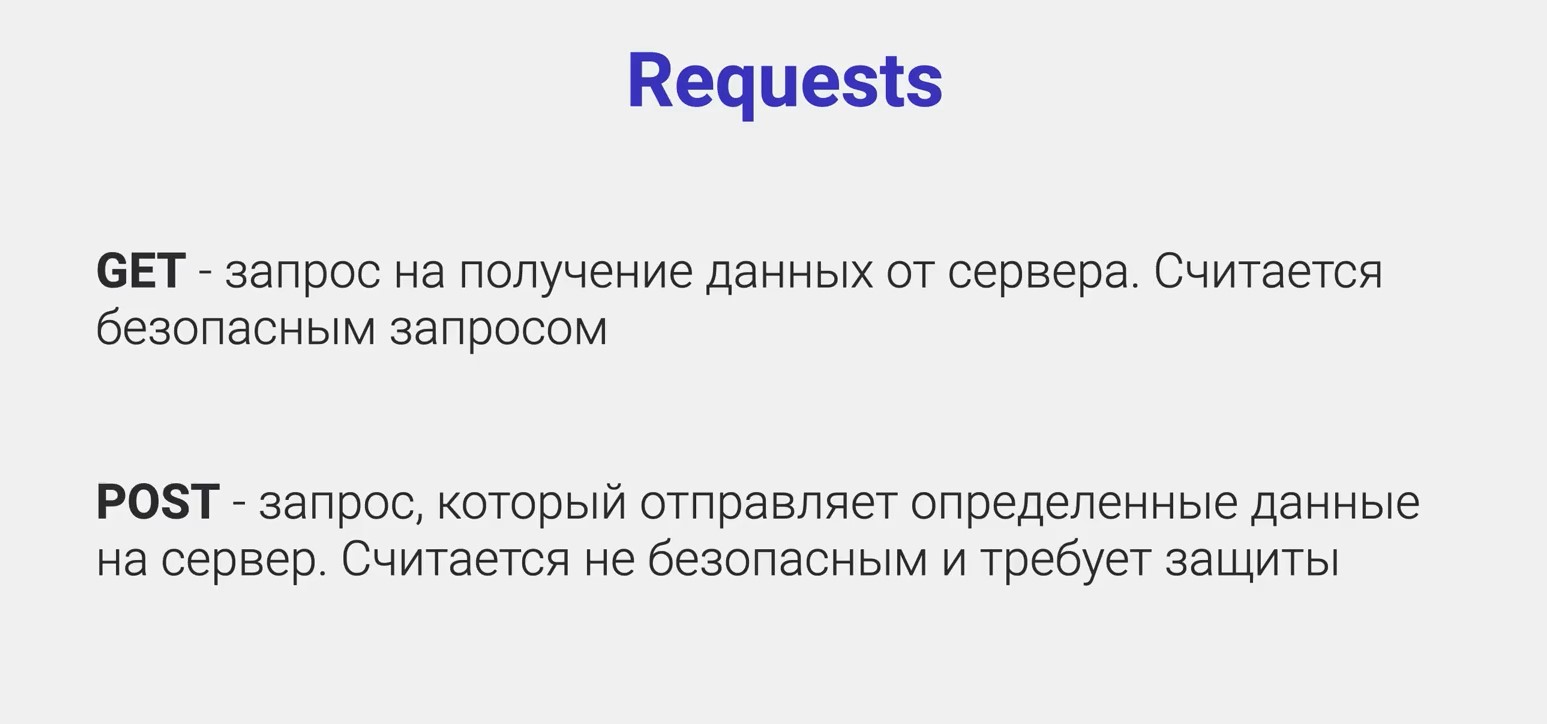 Requests
GET - запрос на получение данных от сервера. Считается
безопасным запросом
POST - запрос, который отправляет определенные данные
на сервер. Считается не безопасным и требует защиты